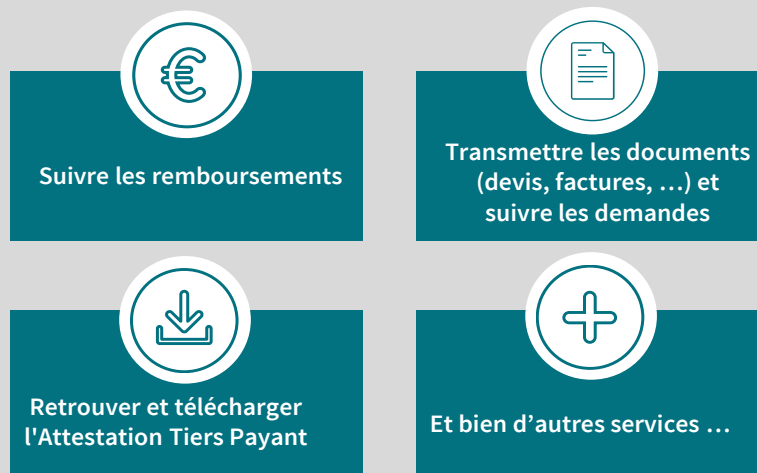 Suivre les remboursements
Transmettre les documents
(devis, factures, …) et
suivre les demandes
Retrouver et télécharger
l'Attestation Tiers Payant
Et bien d’autres services …